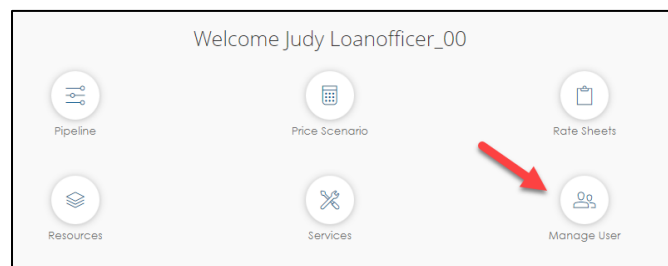 Welcome Judy Loanofficer_00
Pipeline
Price Scenario
Rate Sheets
Resources
Services
Manage User